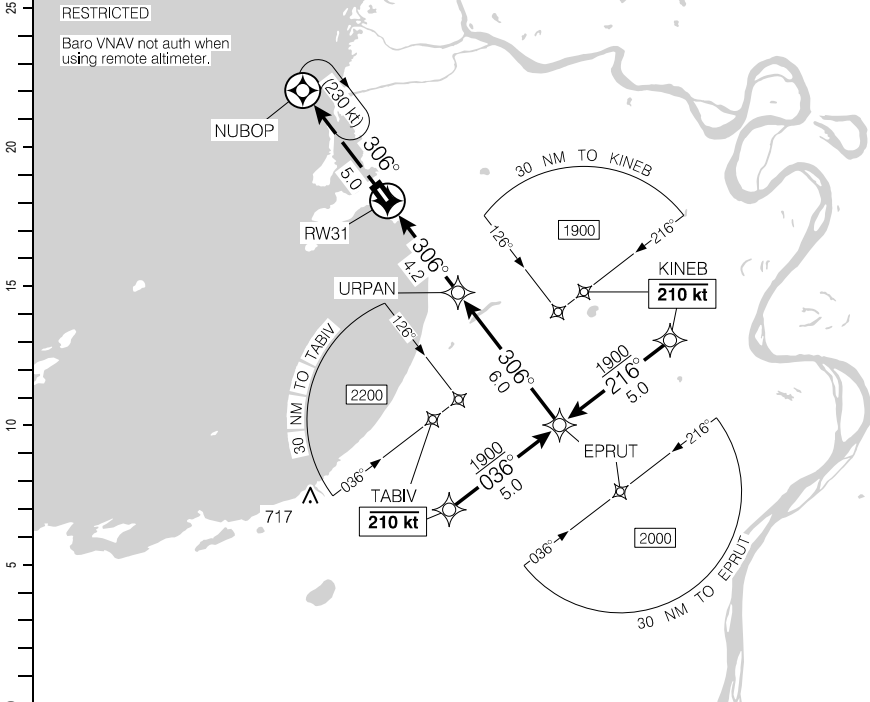 25
RESTRICTED
Baro VNAV not auth when
using remote altimeter.
(230 kt)
NUBOP
306°
5.0
20
30 NM TO KINEB
1900
126°
216°
RW31
306°
4.2
KINEB
210 kt
15
URPAN
126°
30 NM TO TABIV
2200
306°
6.0
1900
216°
5.0
10
216°
EPRUT
1900
036°
5.0
036°
TABIV
210 kt
717
2000
036°
5
30 NM TO EPRUT